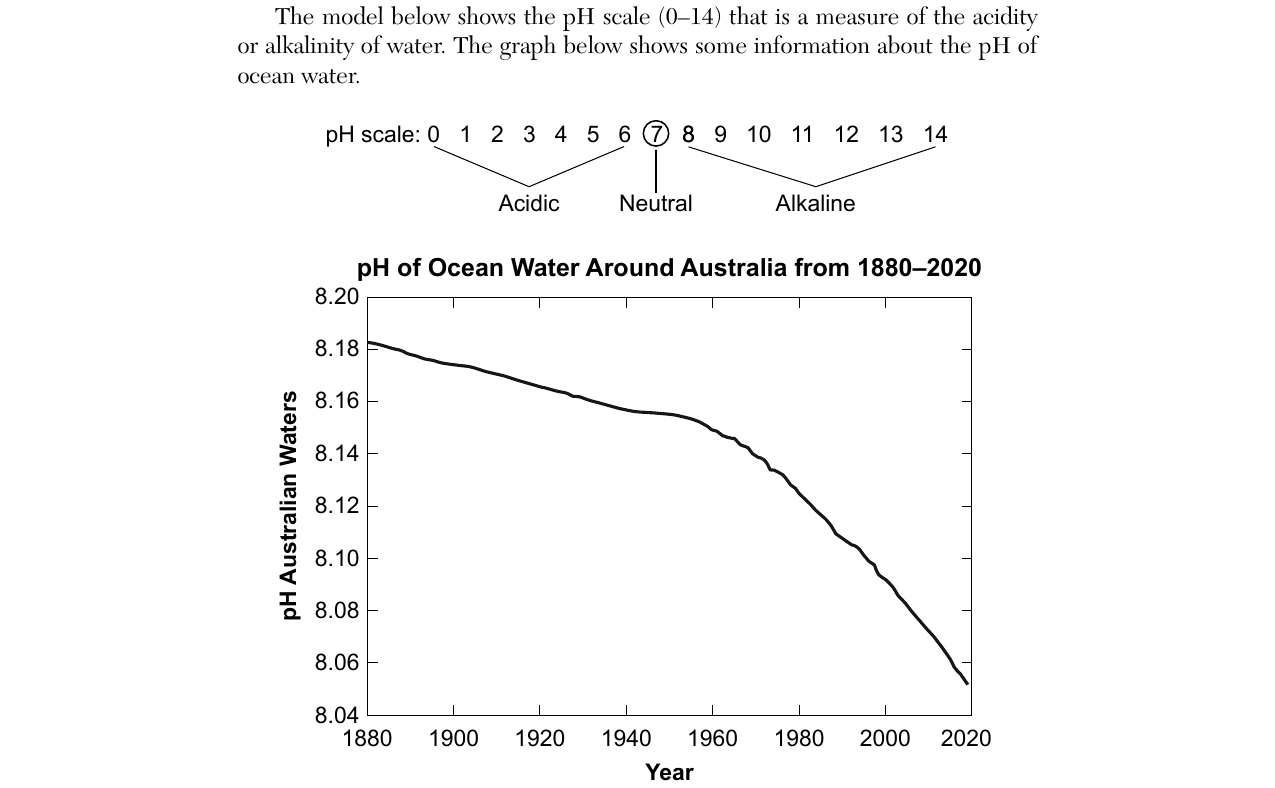 The model below shows the pH scale (0–14) that is a measure of the acidity
or alkalinity of water. The graph below shows some information about the pH of
ocean water.
pH scale: 0 1 2 3 4 5 6 7 8 9 10 11 12 13 14
Acidic Neutral Alkaline
pH of Ocean Water Around Australia from 1880–2020
pH Australian Waters
8.20
8.18
8.16
8.14
8.12
8.10
8.08
8.06
8.04
1880 1900 1920 1940 1960 1980 2000 2020
Year